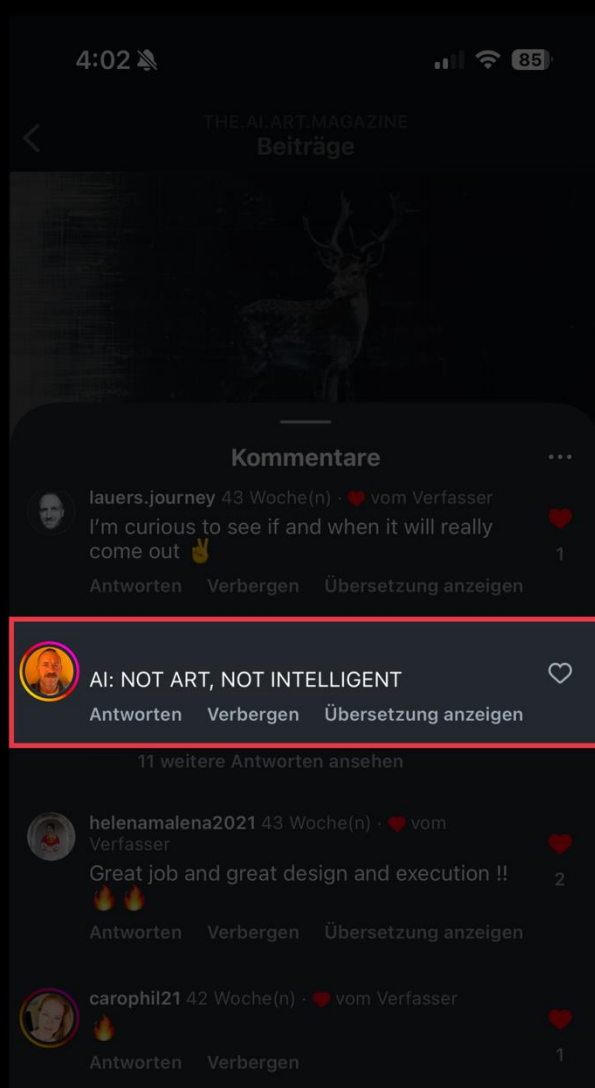 4:02
85
THE.AI.ART.MAGAZINE
Beiträge
Kommentare
lauers.journey 43 Woche(n) · ❤️ vom Verfasser
I'm curious to see if and when it will really
come out ✌️
1
Antworten Verbergen Übersetzung anzeigen
AI: NOT ART, NOT INTELLIGENT
Antworten Verbergen Übersetzung anzeigen
11 weitere Antworten ansehen
helenamalena2021 43 Woche(n) · ❤️ vom
Verfasser
Great job and great design and execution !!
🔥🔥
2
Antworten Verbergen Übersetzung anzeigen
carophil21 42 Woche(n) · ❤️ vom Verfasser
🔥
1
Antworten Verbergen